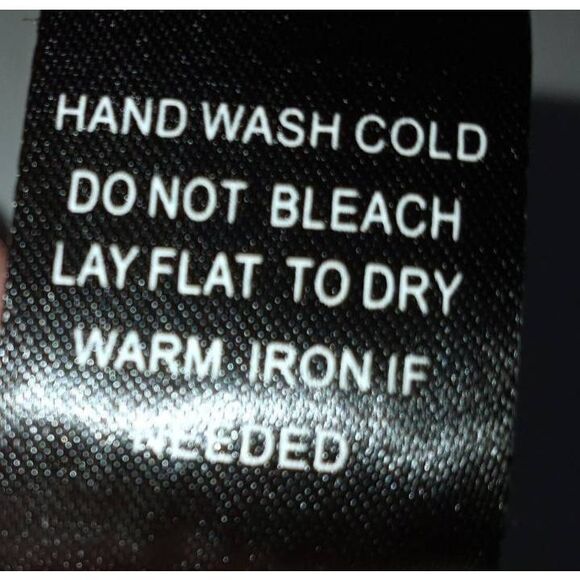 HAND WASH COLD
DO NOT BLEACH
LAY FLAT TO DRY
WARM IRON IF
NEEDED